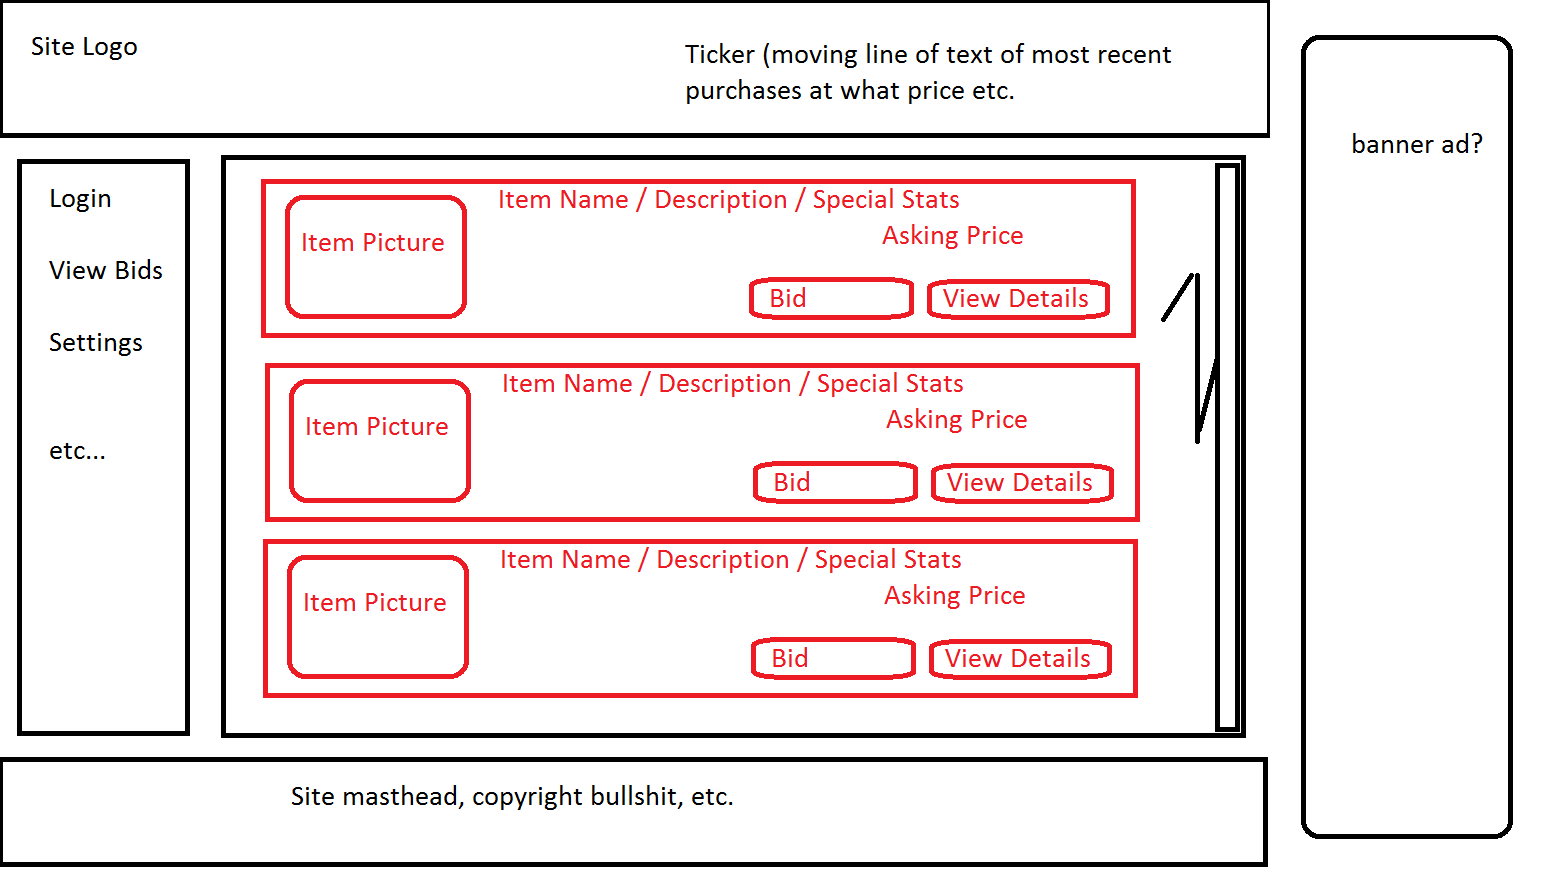 Site Logo
Ticker (moving line of text of most recent
purchases at what price etc.
banner ad?
Login
View Bids
Settings
etc...
Item Name / Description / Special Stats
Item Picture
Asking Price
Bid
View Details
Item Name / Description / Special Stats
Item Picture
Asking Price
Bid
View Details
Item Name / Description / Special Stats
Item Picture
Asking Price
Bid
View Details
Site masthead, copyright bullshit, etc.